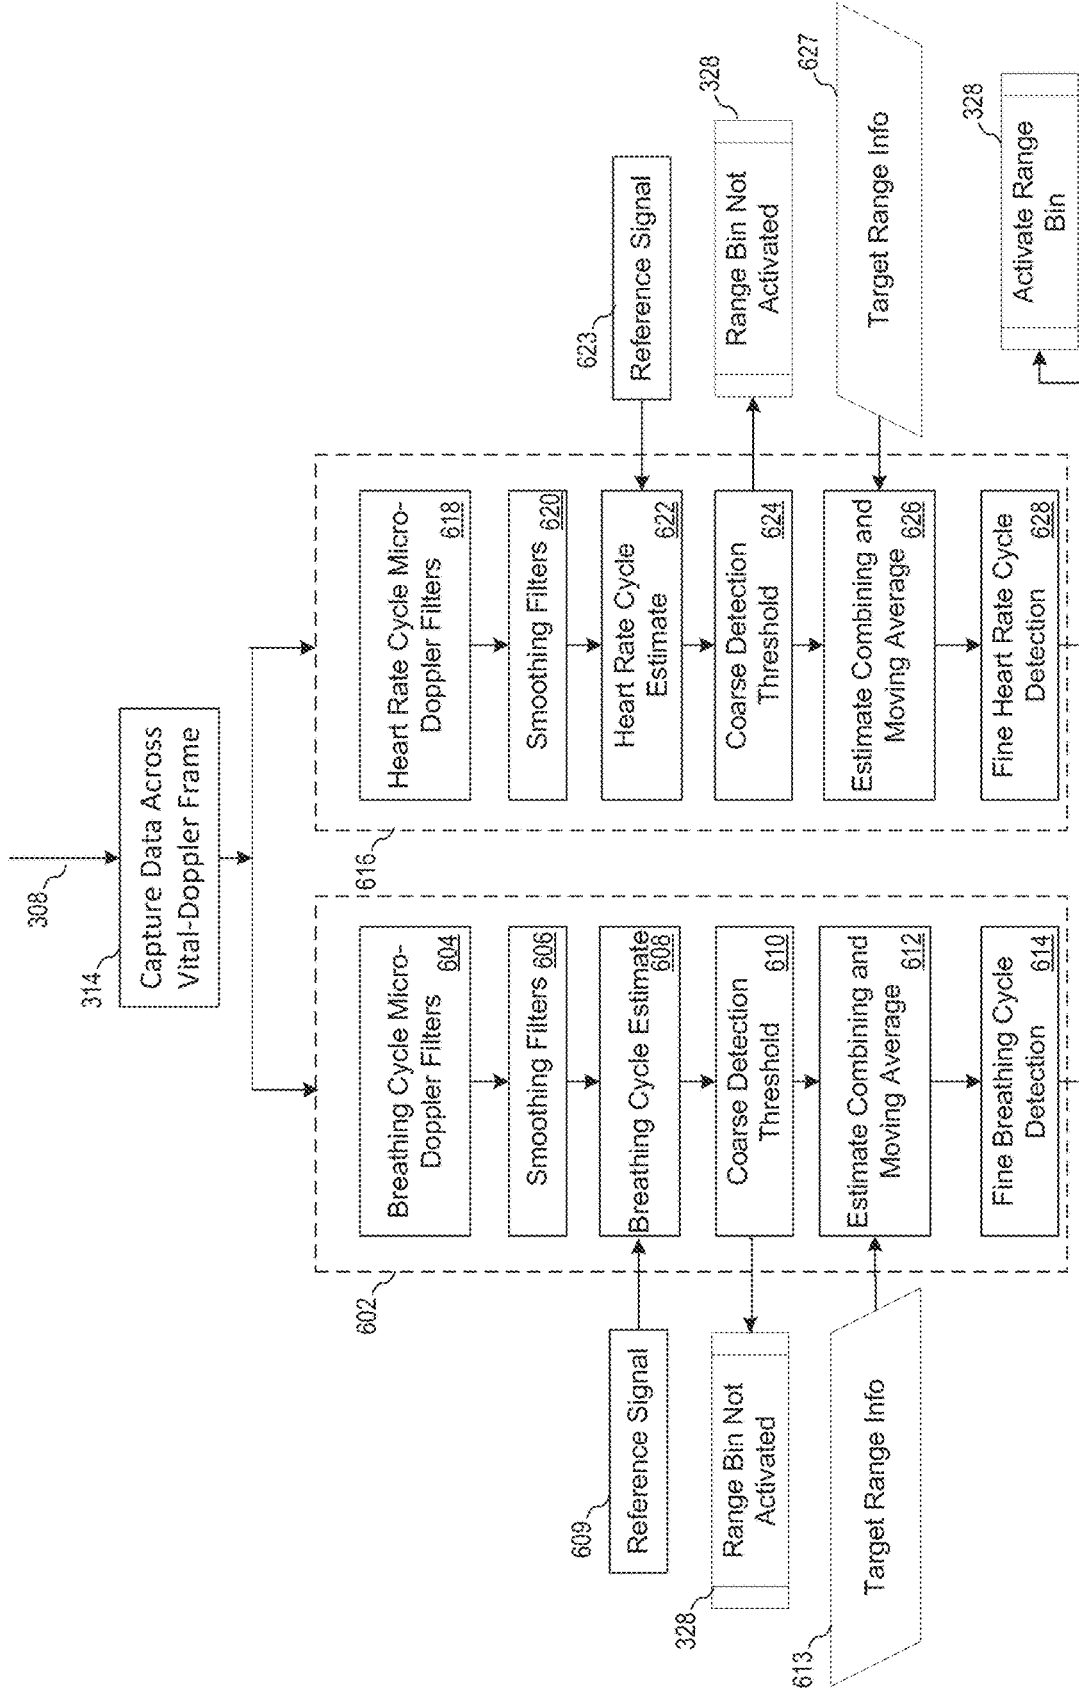 308
314
Capture Data Across
Vital-Doppler Frame
602
Breathing Cycle Micro-
Doppler Filters
604
Smoothing Filters 606
609
Reference Signal
Breathing Cycle Estimate
608
328
Range Bin Not
Activated
Coarse Detection
Threshold
610
613
Target Range Info
Estimate Combining and
Moving Average
612
Fine Breathing Cycle
Detection
614
616
Heart Rate Cycle Micro-
Doppler Filters
618
Smoothing Filters 620
623
Reference Signal
Heart Rate Cycle
Estimate
622
Coarse Detection
Threshold
624
328
Range Bin Not
Activated
627
Target Range Info
Estimate Combining and
Moving Average
626
Fine Heart Rate Cycle
Detection
628
328
Activate Range
Bin